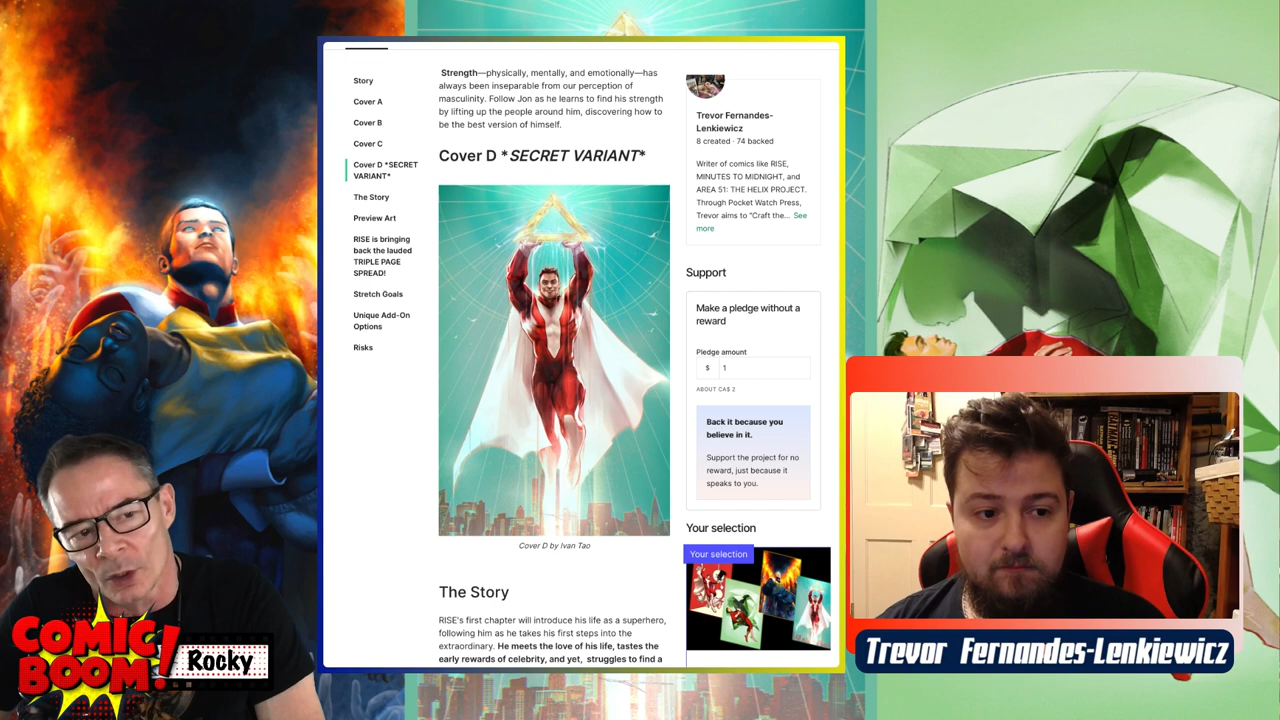 Story
Cover A
Cover B
Cover C
Cover D *SECRET
VARIANT*
The Story
Preview Art
RISE is bringing
back the lauded
TRIPLE PAGE
SPREAD!
Stretch Goals
Unique Add-On
Options
Risks
Strength—physically, mentally, and emotionally—has
always been inseparable from our perception of
masculinity. Follow Jon as he learns to find his strength
by lifting up the people around him, discovering how to
be the best version of himself.
Cover D *SECRET VARIANT*
Cover D by Ivan Tao
The Story
RISE's first chapter will introduce his life as a superhero,
following him as he takes his first steps into the
extraordinary. He meets the love of his life, tastes the
early rewards of celebrity, and yet, struggles to find a
Trevor Fernandes-
Lenkiewicz
8 created · 74 backed
Writer of comics like RISE,
MINUTES TO MIDNIGHT, and
AREA 51: THE HELIX PROJECT.
Through Pocket Watch Press,
Trevor aims to "Craft the... See
more
Support
Make a pledge without a
reward
Pledge amount
$ 1
ABOUT CA$ 2
Back it because you
believe in it.
Support the project for no
reward, just because it
speaks to you.
Your selection
Your selection
COMIC
BOOM!
Rocky
Trevor Fernandes-Lenkiewicz